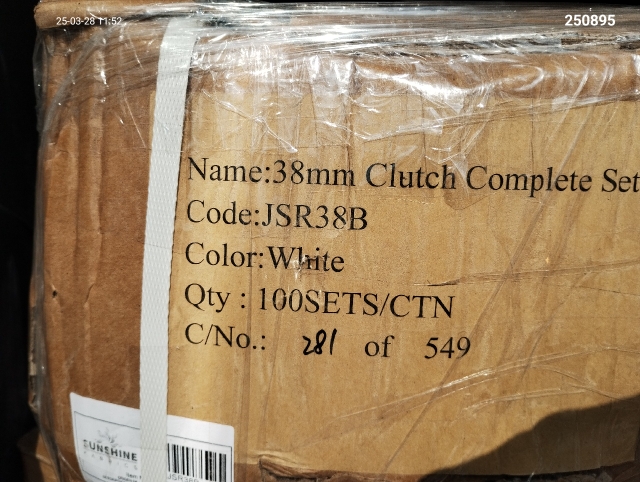 25-03-28 11:52
250895
Name:38mm Clutch Complete Set
Code:JSR38B
Color:White
Qty : 100SETS/CTN
C/No.: 281 of 549
SUNSHINE